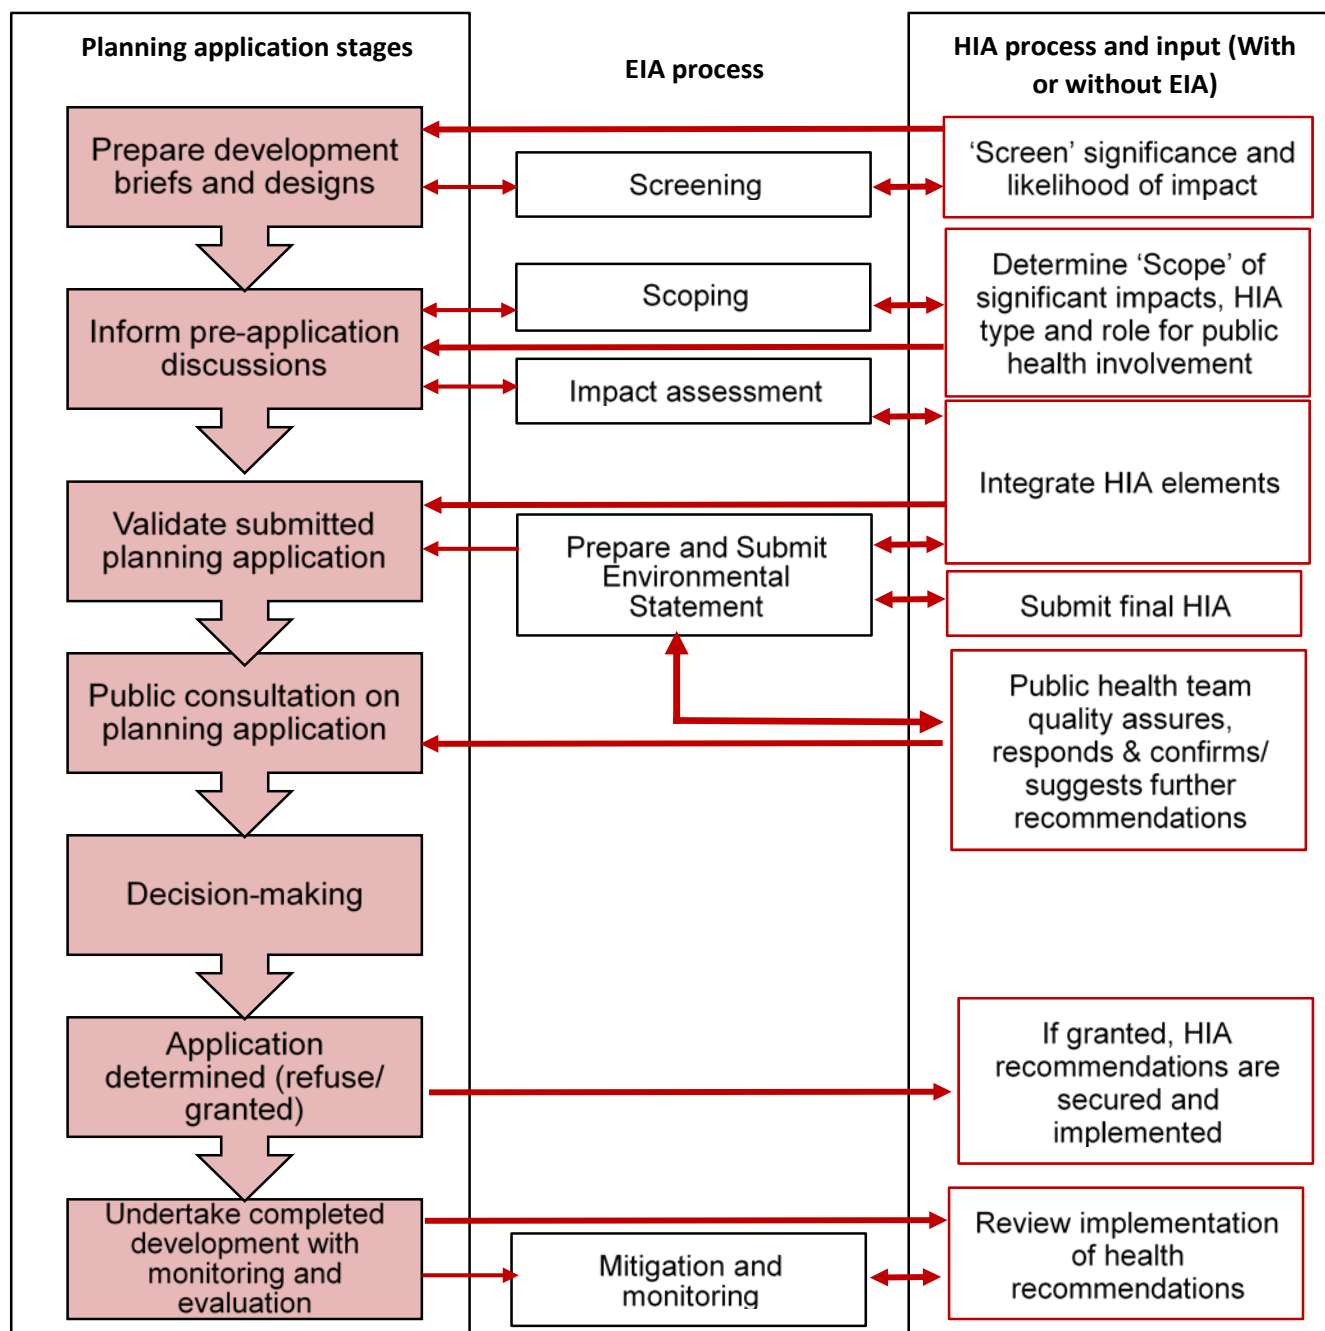 Planning application stages
Prepare development
briefs and designs
Inform pre-application
discussions
Validate submitted
planning application
Public consultation on
planning application
Decision-making
Application
determined (refuse/
granted)
Undertake completed
development with
monitoring and
evaluation
EIA process
Screening
Scoping
Impact assessment
Prepare and Submit
Environmental
Statement
Mitigation and
monitoring
HIA process and input (With
or without EIA)
‘Screen’ significance and
likelihood of impact
Determine ‘Scope’ of
significant impacts, HIA
type and role for public
health involvement
Integrate HIA elements
Submit final HIA
Public health team
quality assures,
responds & confirms/
suggests further
recommendations
If granted, HIA
recommendations are
secured and
implemented
Review implementation
of health
recommendations